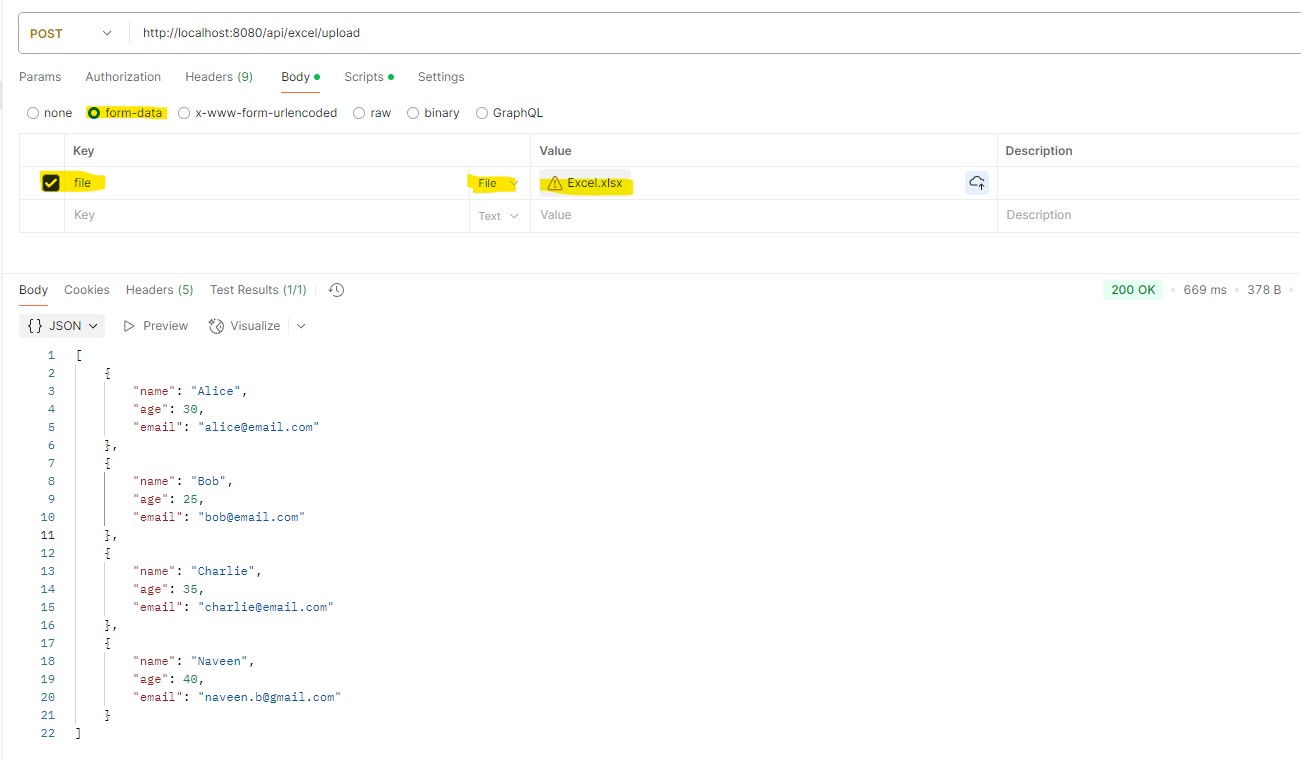 POST http://localhost:8080/api/excel/upload
Params Authorization Headers (9) Body Scripts Settings
none form-data x-www-form-urlencoded raw binary GraphQL
Key Value Description
file File Excel.xlsx
Key Text Value Description
Body Cookies Headers (5) Test Results (1/1) 200 OK 669 ms 378 B
{} JSON Preview Visualize
1 [
2 {
3 "name": "Alice",
4 "age": 30,
5 "email": "alice@email.com"
6 },
7 {
8 "name": "Bob",
9 "age": 25,
10 "email": "bob@email.com"
11 },
12 {
13 "name": "Charlie",
14 "age": 35,
15 "email": "charlie@email.com"
16 },
17 {
18 "name": "Naveen",
19 "age": 40,
20 "email": "naveen.b@gmail.com"
21 }
22 ]